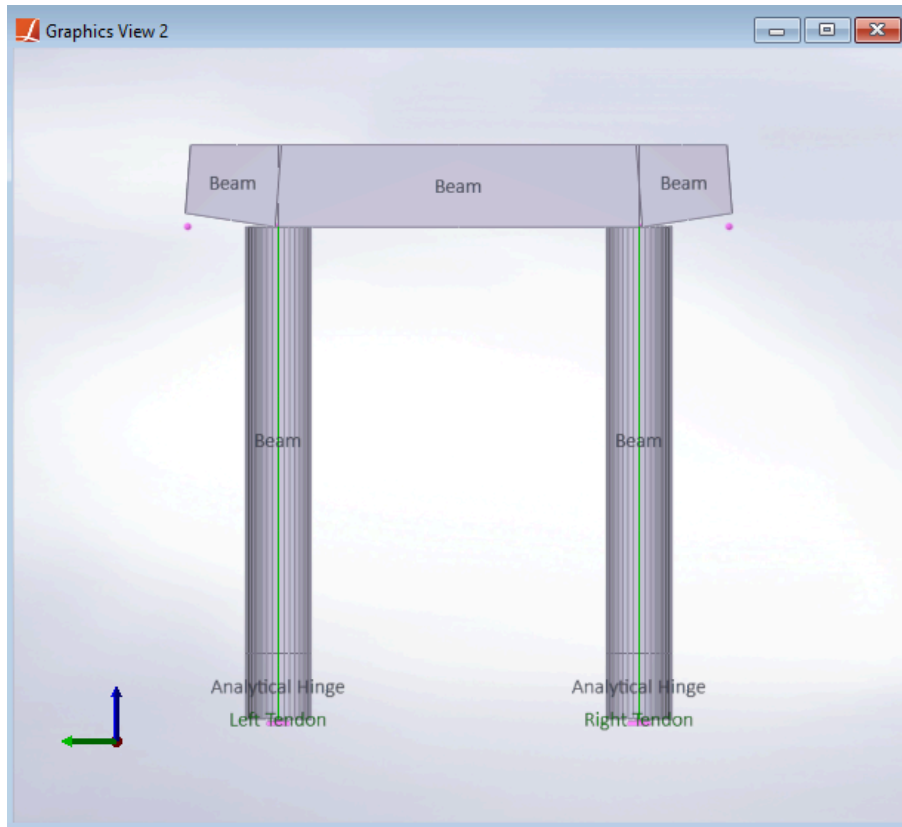 Graphics View 2
Beam
Beam
Beam
Beam
Beam
Analytical Hinge
Analytical Hinge
Left Tendon
Right Tendon